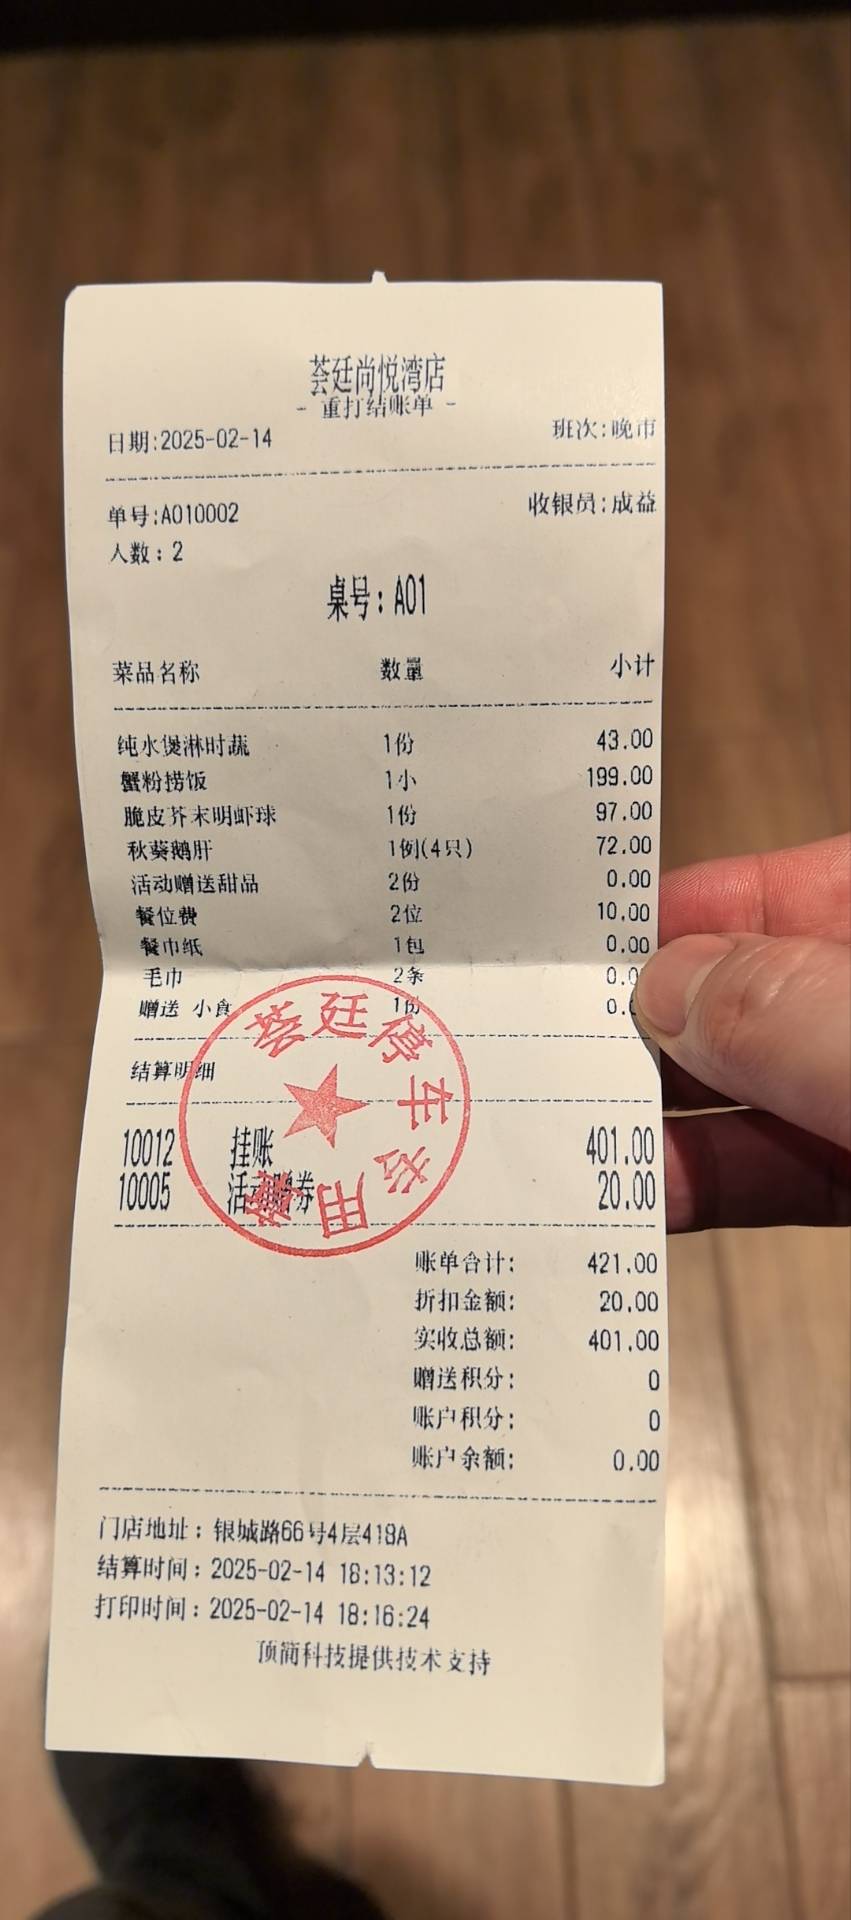 荟廷尚悦湾店
- 重打结账单 -
日期:2025-02-14 班次:晚市
单号:A010002 收银员:成益
人数：2
桌号：A01
菜品名称 数量 小计
纯水煲淋时蔬 1份 43.00
蟹粉捞饭 1小 199.00
脆皮芥末明虾球 1份 97.00
秋葵鹅肝 1例(4只) 72.00
活动赠送甜品 2份 0.00
餐位费 2位 10.00
餐巾纸 1包 0.00
毛巾 2条 0.0
赠送 小食 1份 0.
结算明细
10012 挂账 401.00
10005 活动赠券 20.00
荟廷停车专用章
账单合计: 421.00
折扣金额: 20.00
实收总额: 401.00
赠送积分: 0
账户积分: 0
账户余额: 0.00
门店地址：银城路66号4层418A
结算时间：2025-02-14 18:13:12
打印时间：2025-02-14 18:16:24
顶简科技提供技术支持